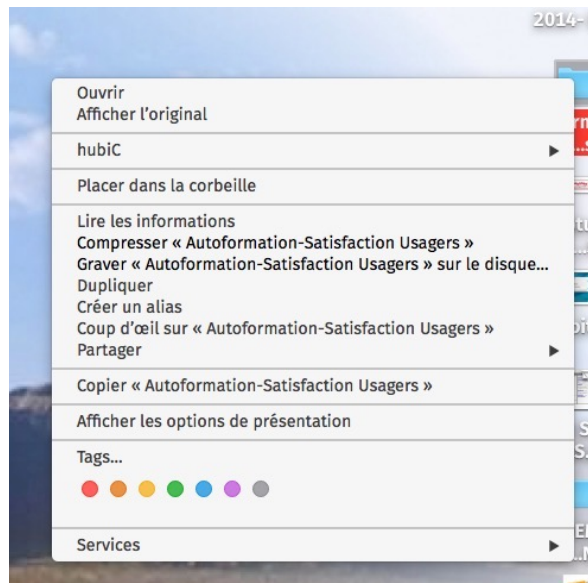 2014-
Ouvrir
Afficher l'original
hubiC
Placer dans la corbeille
Lire les informations
Compresser « Autoformation-Satisfaction Usagers »
Graver « Autoformation-Satisfaction Usagers » sur le disque...
Dupliquer
Créer un alias
Coup d'œil sur « Autoformation-Satisfaction Usagers »
Partager
Copier « Autoformation-Satisfaction Usagers »
Afficher les options de présentation
Tags...
Services